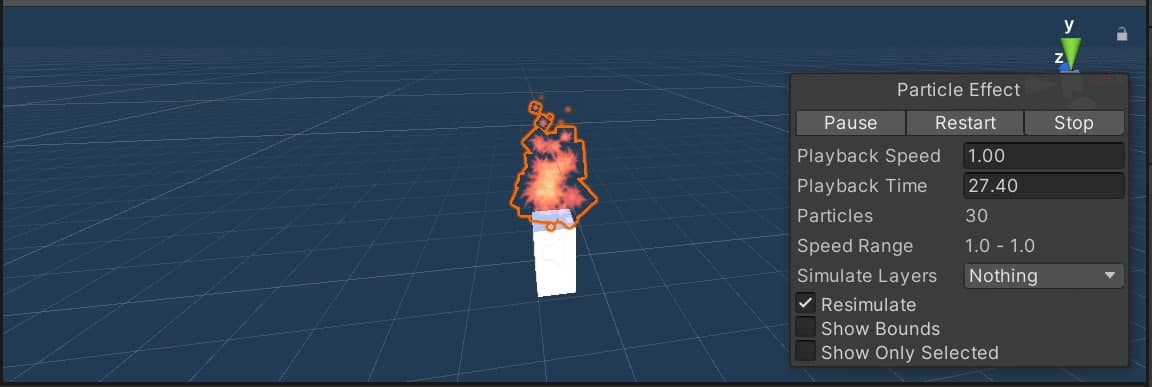 y
z
Particle Effect
Pause Restart Stop
Playback Speed 1.00
Playback Time 27.40
Particles 30
Speed Range 1.0 - 1.0
Simulate Layers Nothing
Resimulate
Show Bounds
Show Only Selected